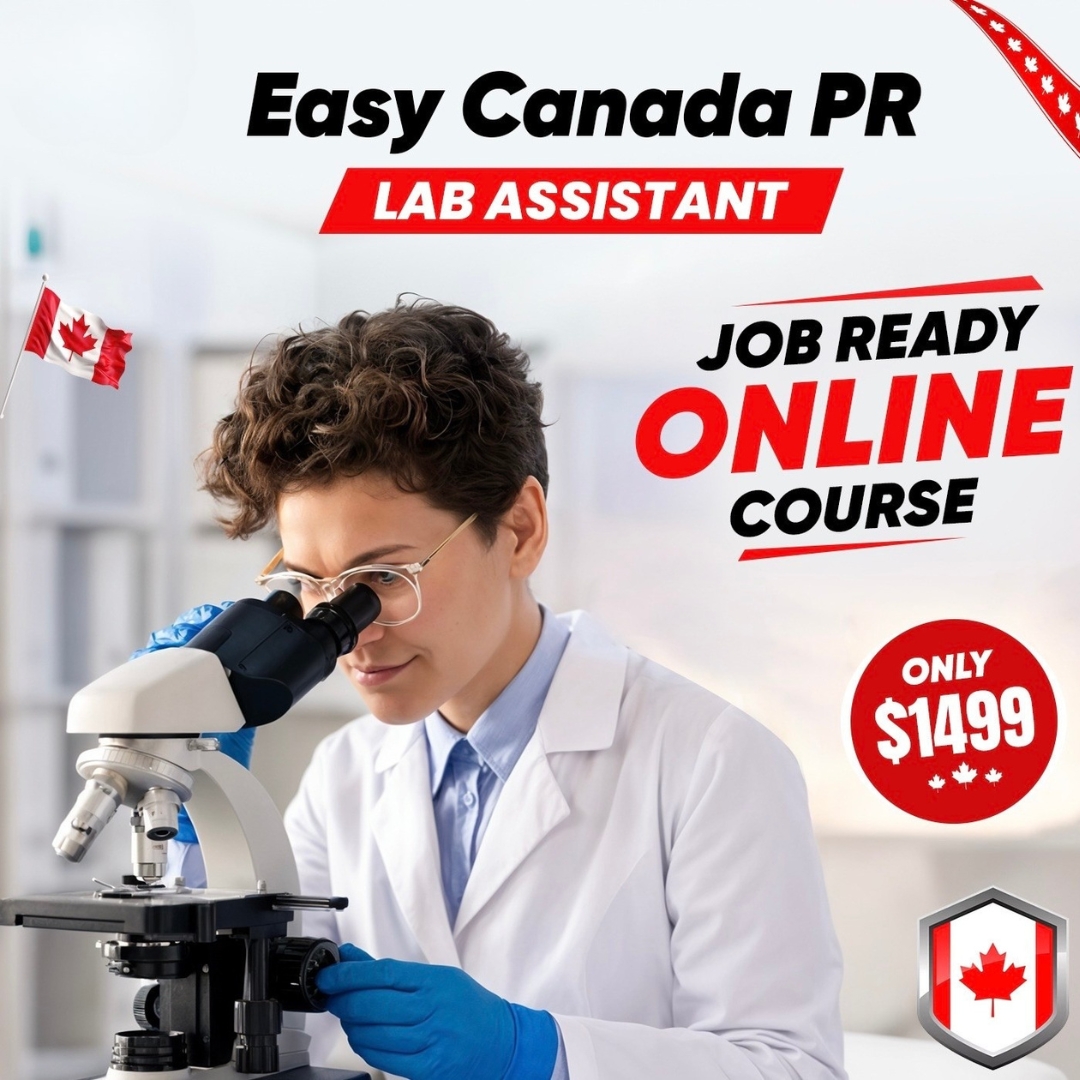 Easy Canada PR
LAB ASSISTANT
JOB READY
ONLINE
COURSE
ONLY
$1499